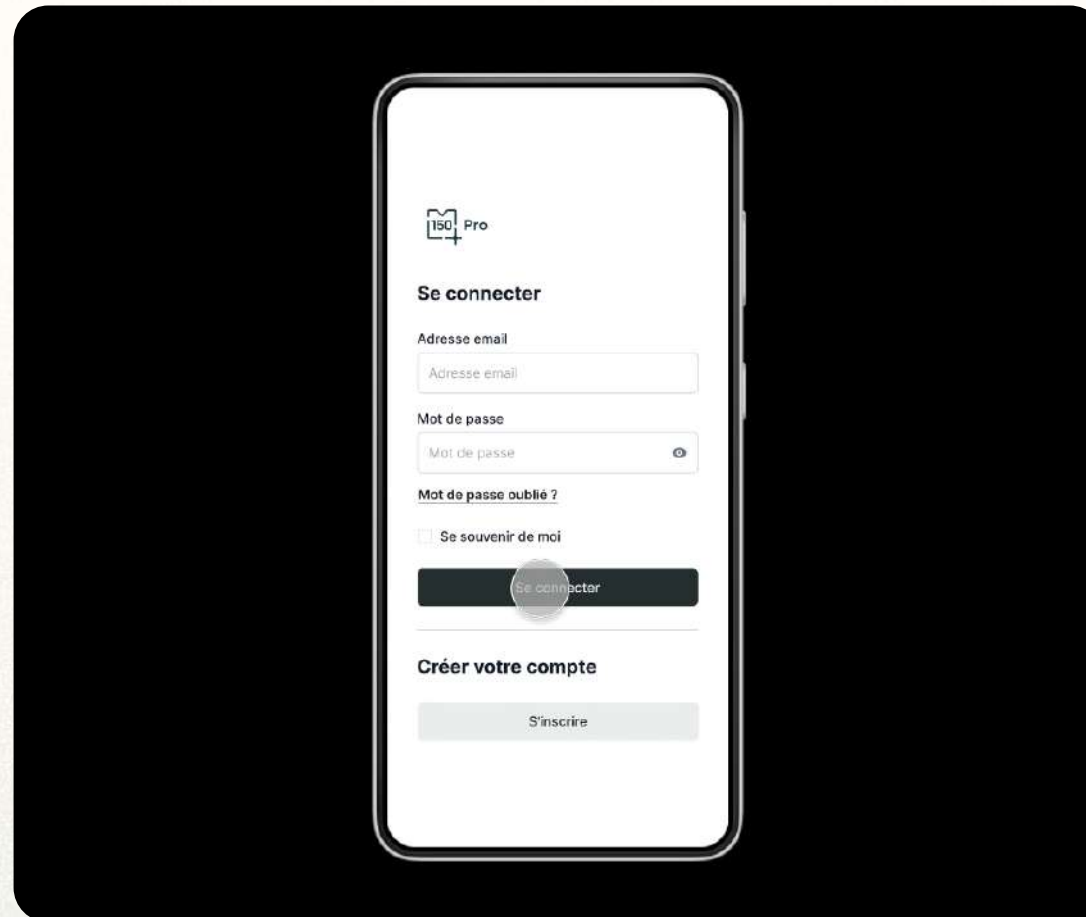 150 Pro
Se connecter
Adresse email
Adresse email
Mot de passe
Mot de passe
Mot de passe oublié ?
Se souvenir de moi
Se connecter
Créer votre compte
S'inscrire